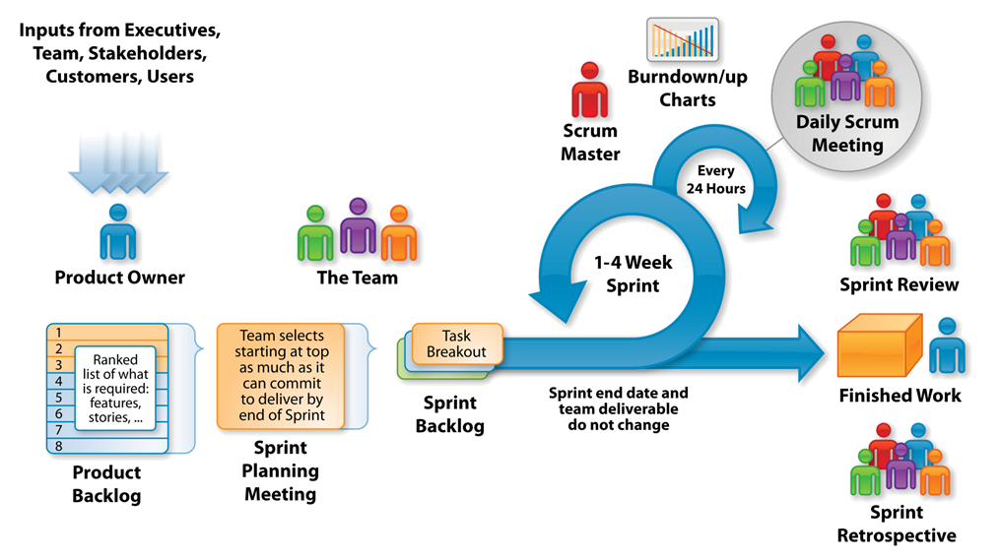 Inputs from Executives,
Team, Stakeholders,
Customers, Users
Product Owner
1
2
3
4
5
6
7
8
Ranked
list of what
is required:
features,
stories, ...
Product
Backlog
The Team
Team selects
starting at top
as much as it
can commit
to deliver by
end of Sprint
Sprint
Planning
Meeting
Task
Breakout
Sprint
Backlog
Scrum
Master
Burndown/up
Charts
Daily Scrum
Meeting
Every
24 Hours
1-4 Week
Sprint
Sprint end date and
team deliverable
do not change
Sprint Review
Finished Work
Sprint
Retrospective